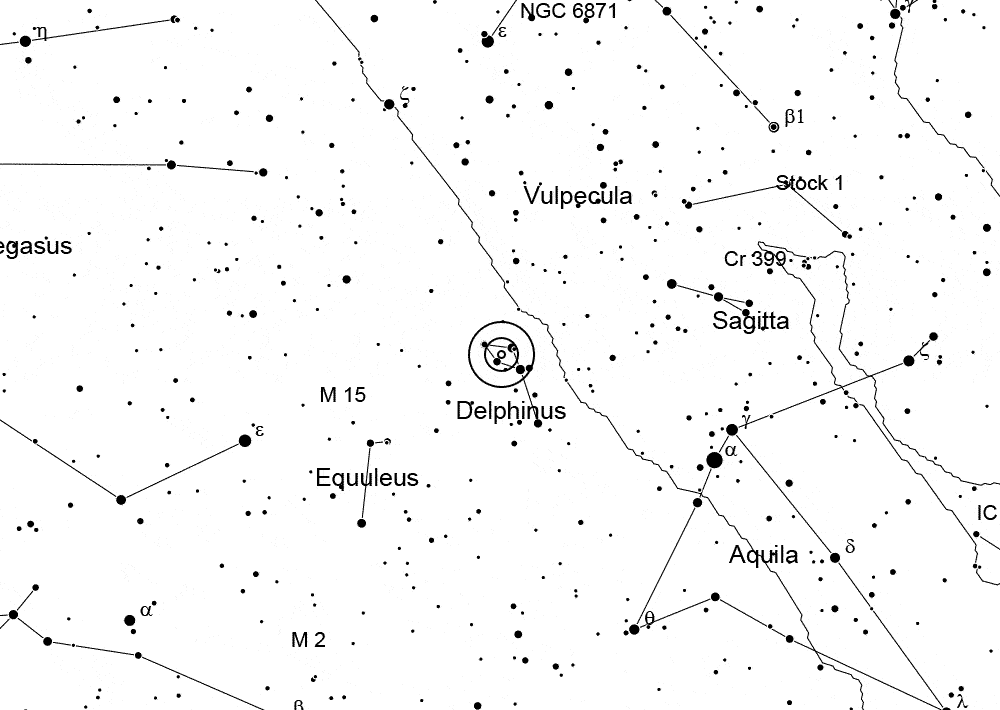 NGC 6871
γ
η
ε
ζ
β1
Stock 1
Vulpecula
egasus
Cr 399
Sagitta
ζ
M 15
Delphinus
γ
ε
α
Equuleus
IC
Aquila
δ
α
θ
M 2
λ
β